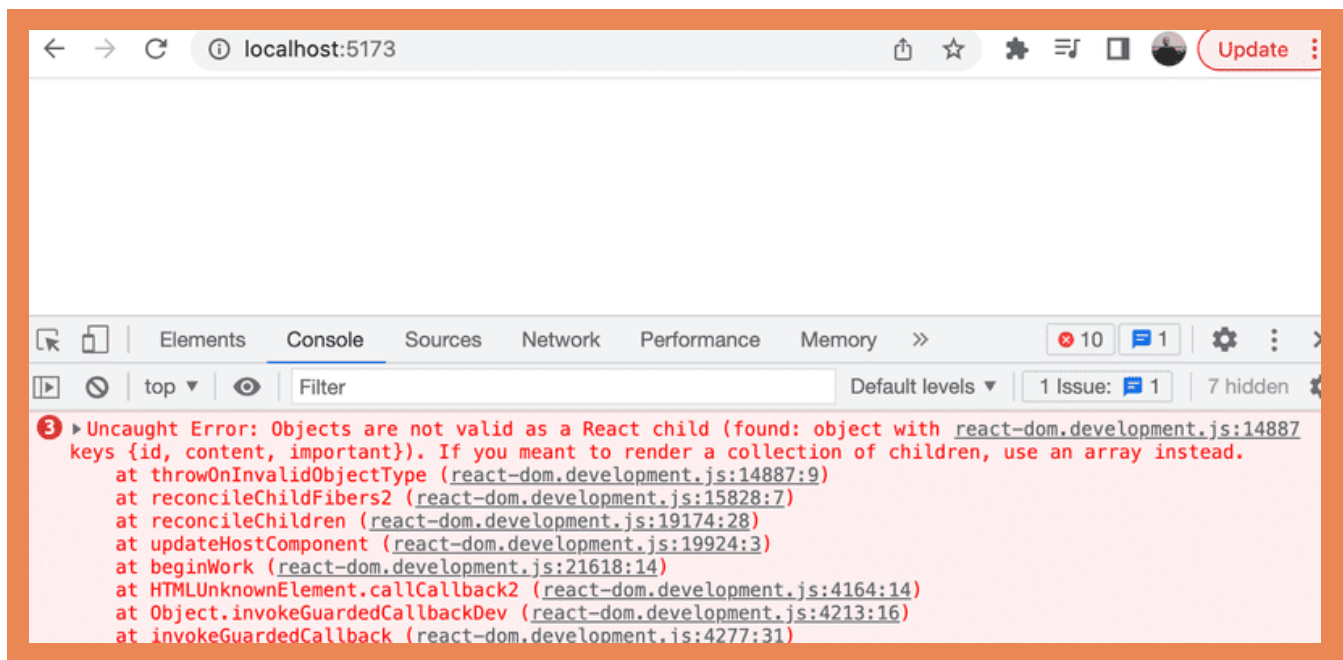 localhost:5173
Update
Elements Console Sources Network Performance Memory
10 1
top Filter Default levels 1 Issue: 1 7 hidden
3 Uncaught Error: Objects are not valid as a React child (found: object with react-dom.development.js:14887
keys {id, content, important}). If you meant to render a collection of children, use an array instead.
at throwOnInvalidObjectType (react-dom.development.js:14887:9)
at reconcileChildFibers2 (react-dom.development.js:15828:7)
at reconcileChildren (react-dom.development.js:19174:28)
at updateHostComponent (react-dom.development.js:19924:3)
at beginWork (react-dom.development.js:21618:14)
at HTMLUnknownElement.callCallback2 (react-dom.development.js:4164:14)
at Object.invokeGuardedCallbackDev (react-dom.development.js:4213:16)
at invokeGuardedCallback (react-dom.development.js:4277:31)